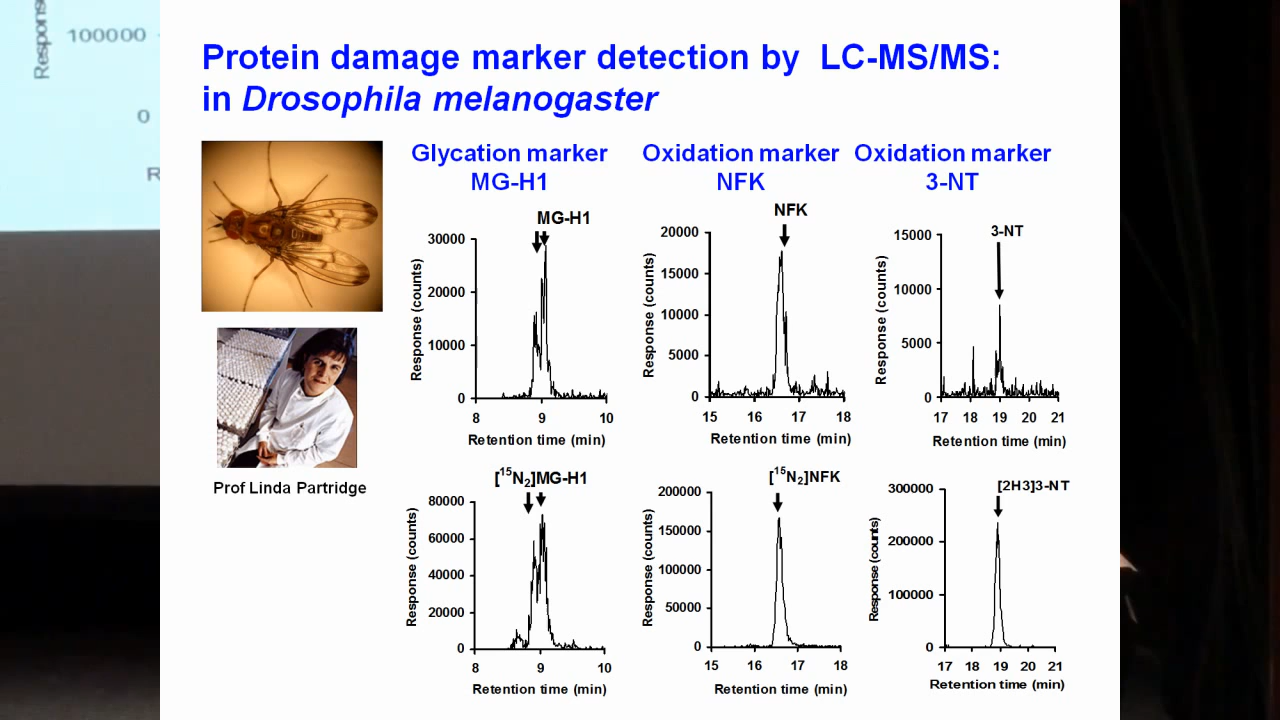 Response
100000
0
R
Protein damage marker detection by LC-MS/MS:
in Drosophila melanogaster
Glycation marker
MG-H1
Oxidation marker
NFK
Oxidation marker
3-NT
MG-H1
30000
20000
10000
0
Response (counts)
8 9 10
Retention time (min)
NFK
20000
15000
10000
5000
0
Response (counts)
15 16 17 18
Retention time (min)
3-NT
15000
10000
5000
0
Response (counts)
17 18 19 20 21
Retention time (min)
Prof Linda Partridge
[¹⁵N₂]MG-H1
80000
60000
40000
20000
0
Response (counts)
8 9 10
Retention time (min)
[¹⁵N₂]NFK
200000
150000
100000
50000
0
Response (counts)
15 16 17 18
Retention time (min)
[2H3]3-NT
300000
200000
100000
0
Response (counts)
17 18 19 20 21
Retention time (min)